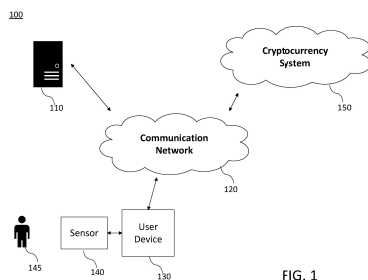 100
Cryptocurrency
System
110
150
Communication
Network
120
Sensor
User
Device
145
140
130
FIG. 1